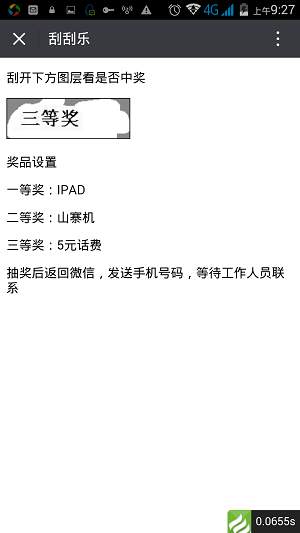 4G 上午9:27
刮刮乐
刮开下方图层看是否中奖
三等奖
奖品设置
一等奖：IPAD
二等奖：山寨机
三等奖：5元话费
抽奖后返回微信，发送手机号码，等待工作人员联
系
0.0655s